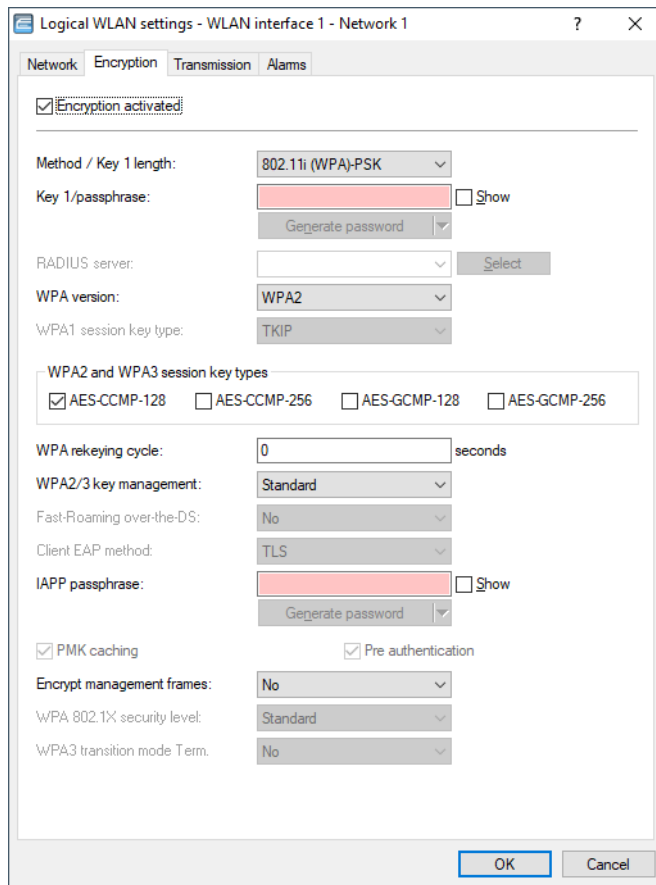 Logical WLAN settings - WLAN interface 1 - Network 1 ?
Network Encryption Transmission Alarms
Encryption activated
Method / Key 1 length: 802.11i (WPA)-PSK
Key 1/passphrase: Show
Generate password
RADIUS server: Select
WPA version: WPA2
WPA1 session key type: TKIP
WPA2 and WPA3 session key types
AES-CCMP-128 AES-CCMP-256 AES-GCMP-128 AES-GCMP-256
WPA rekeying cycle: 0 seconds
WPA2/3 key management: Standard
Fast-Roaming over-the-DS: No
Client EAP method: TLS
IAPP passphrase: Show
Generate password
PMK caching Pre authentication
Encrypt management frames: No
WPA 802.1X security level: Standard
WPA3 transition mode Term. No
OK Cancel